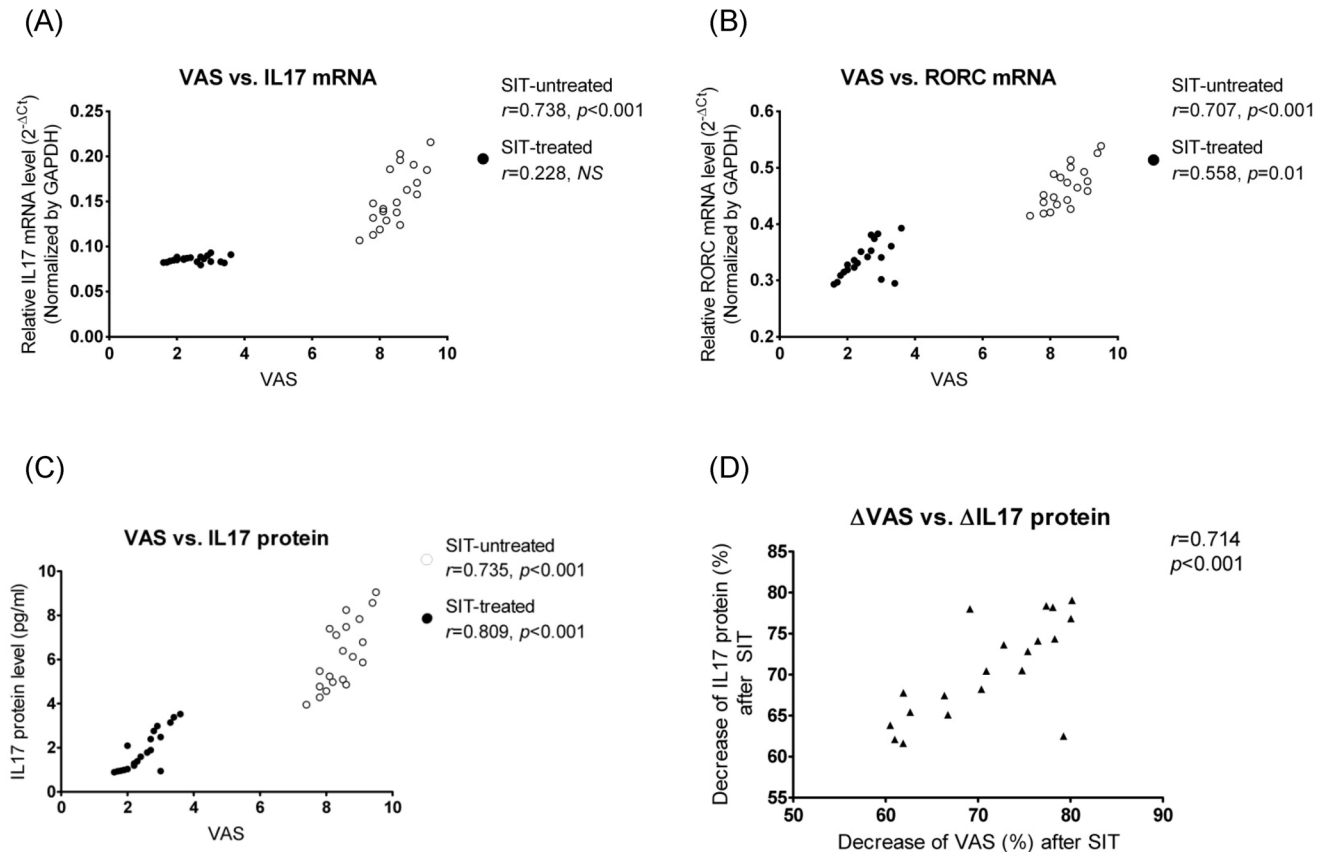 (A)
VAS vs. IL17 mRNA
SIT-untreated
r=0.738, p<0.001
SIT-treated
r=0.228, NS
Relative IL17 mRNA level (2-ΔCt)
(Normalized by GAPDH)
0.25
0.20
0.15
0.10
0.05
0.00
0 2 4 6 8 10
VAS
(B)
VAS vs. RORC mRNA
SIT-untreated
r=0.707, p<0.001
SIT-treated
r=0.558, p=0.01
Relative RORC mRNA level (2-ΔCt)
(Normalized by GAPDH)
0.6
0.5
0.4
0.3
0.2
0 2 4 6 8 10
VAS
(C)
VAS vs. IL17 protein
SIT-untreated
r=0.735, p<0.001
SIT-treated
r=0.809, p<0.001
IL17 protein level (pg/ml)
10
8
6
4
2
0
0 2 4 6 8 10
VAS
(D)
ΔVAS vs. ΔIL17 protein
r=0.714
p<0.001
Decrease of IL17 protein (%)
after SIT
85
80
75
70
65
60
55
50 60 70 80 90
Decrease of VAS (%) after SIT